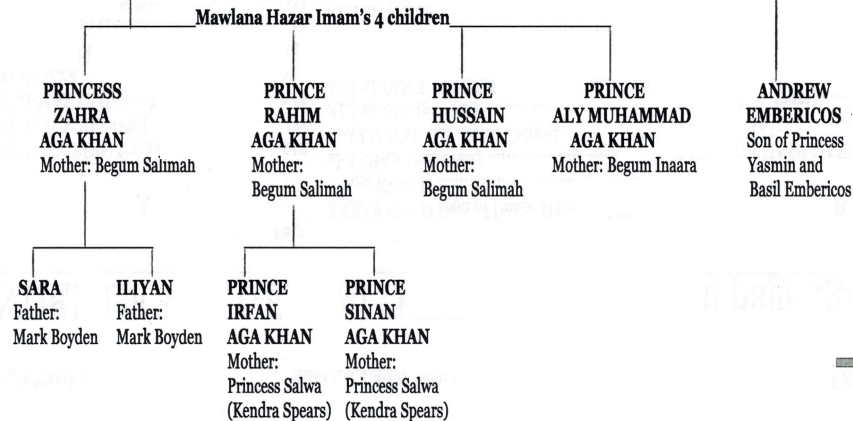 Mawlana Hazar Imam's 4 children
PRINCESS
ZAHRA
AGA KHAN
Mother: Begum Salimah
PRINCE
RAHIM
AGA KHAN
Mother:
Begum Salimah
PRINCE
HUSSAIN
AGA KHAN
Mother:
Begum Salimah
PRINCE
ALY MUHAMMAD
AGA KHAN
Mother: Begum Inaara
ANDREW
EMBERICOS
Son of Princess
Yasmin and
Basil Embericos
SARA
Father:
Mark Boyden
ILIYAN
Father:
Mark Boyden
PRINCE
IRFAN
AGA KHAN
Mother:
Princess Salwa
(Kendra Spears)
PRINCE
SINAN
AGA KHAN
Mother:
Princess Salwa
(Kendra Spears)